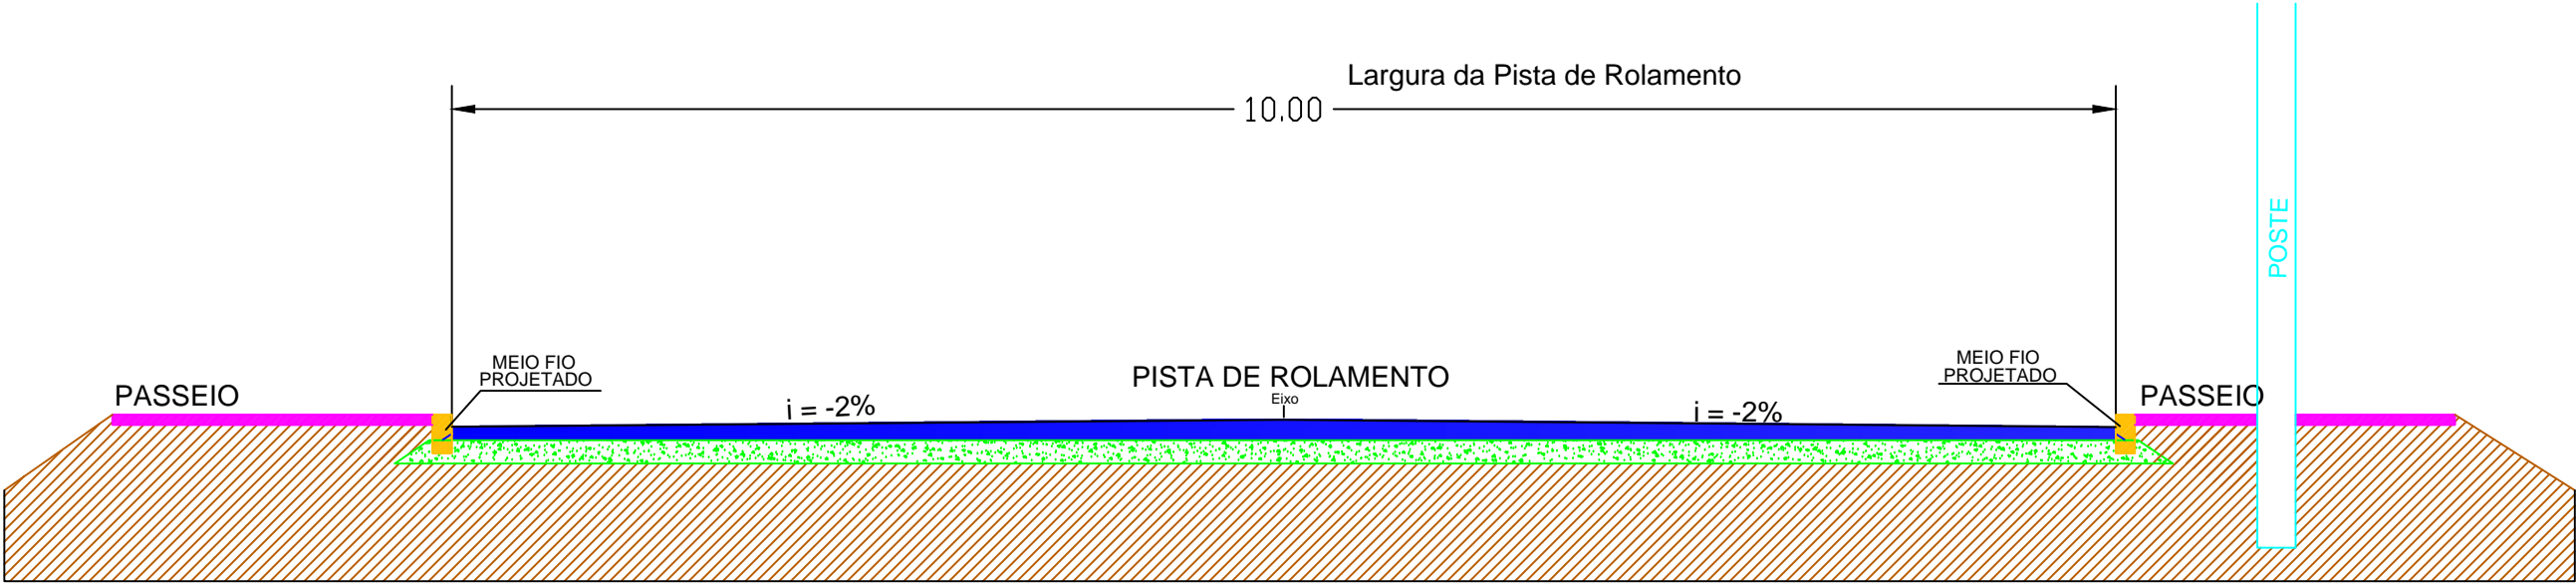 Largura da Pista de Rolamento
10.00
POSTE
MEIO FIO
PROJETADO
PASSEIO
i = -2%
PISTA DE ROLAMENTO
Eixo
i = -2%
MEIO FIO
PROJETADO
PASSEIO